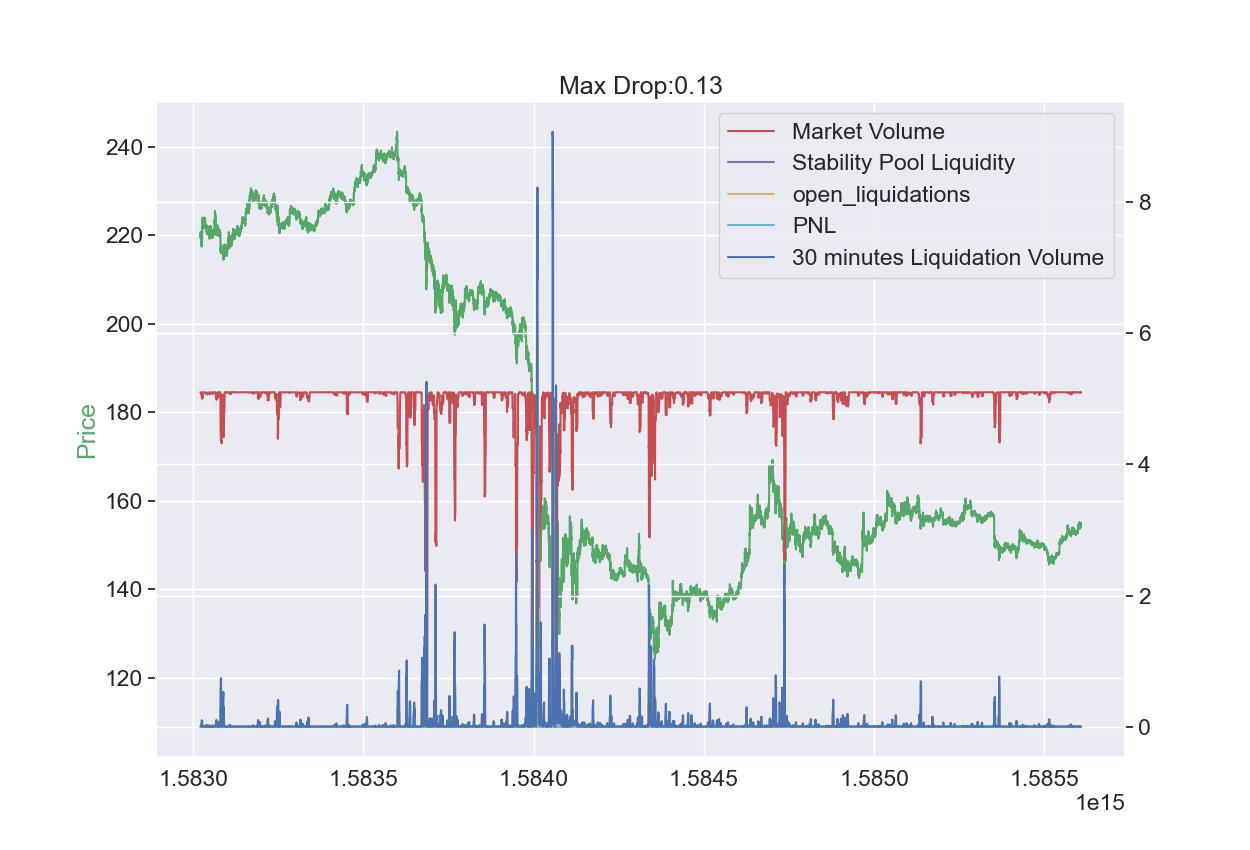 Max Drop:0.13
Market Volume
Stability Pool Liquidity
open_liquidations
PNL
30 minutes Liquidation Volume
Price
240
220
200
180
160
140
120
8
6
4
2
0
1.5830 1.5835 1.5840 1.5845 1.5850 1.5855
1e15